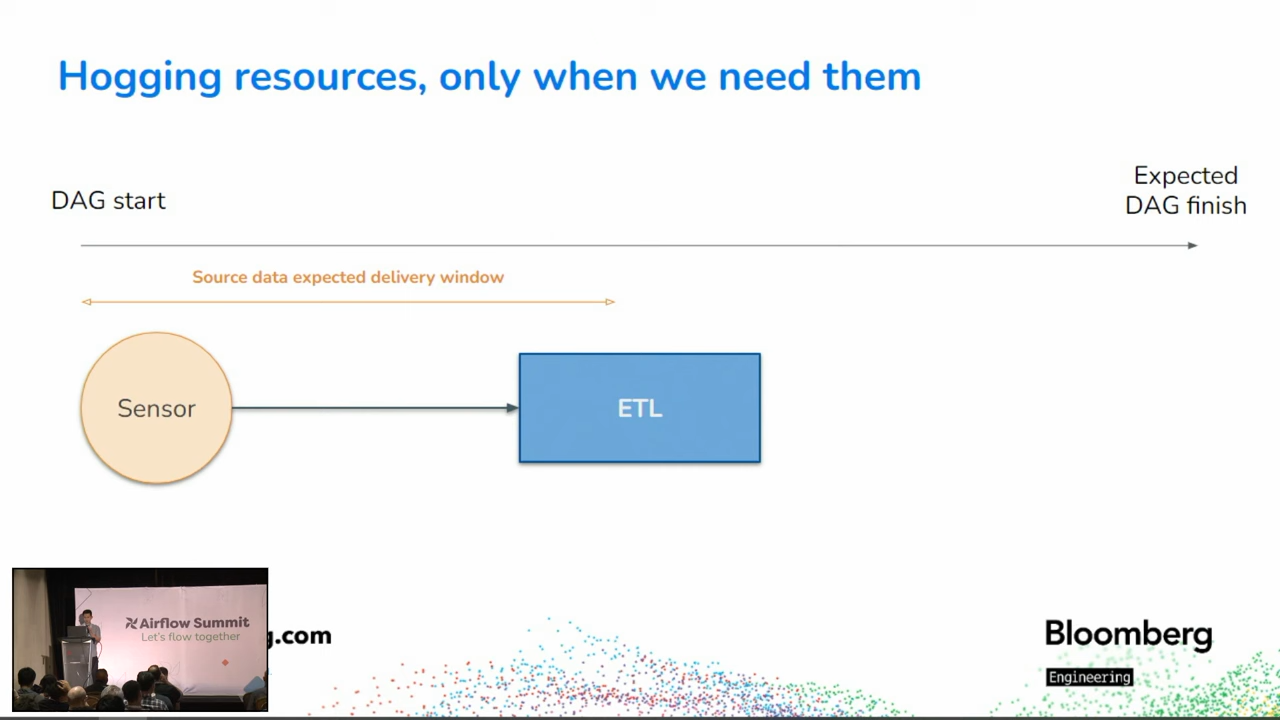 Hogging resources, only when we need them
DAG start
Expected
DAG finish
Source data expected delivery window
Sensor
ETL
Airflow Summit
Let's flow together
g.com
Bloomberg
Engineering